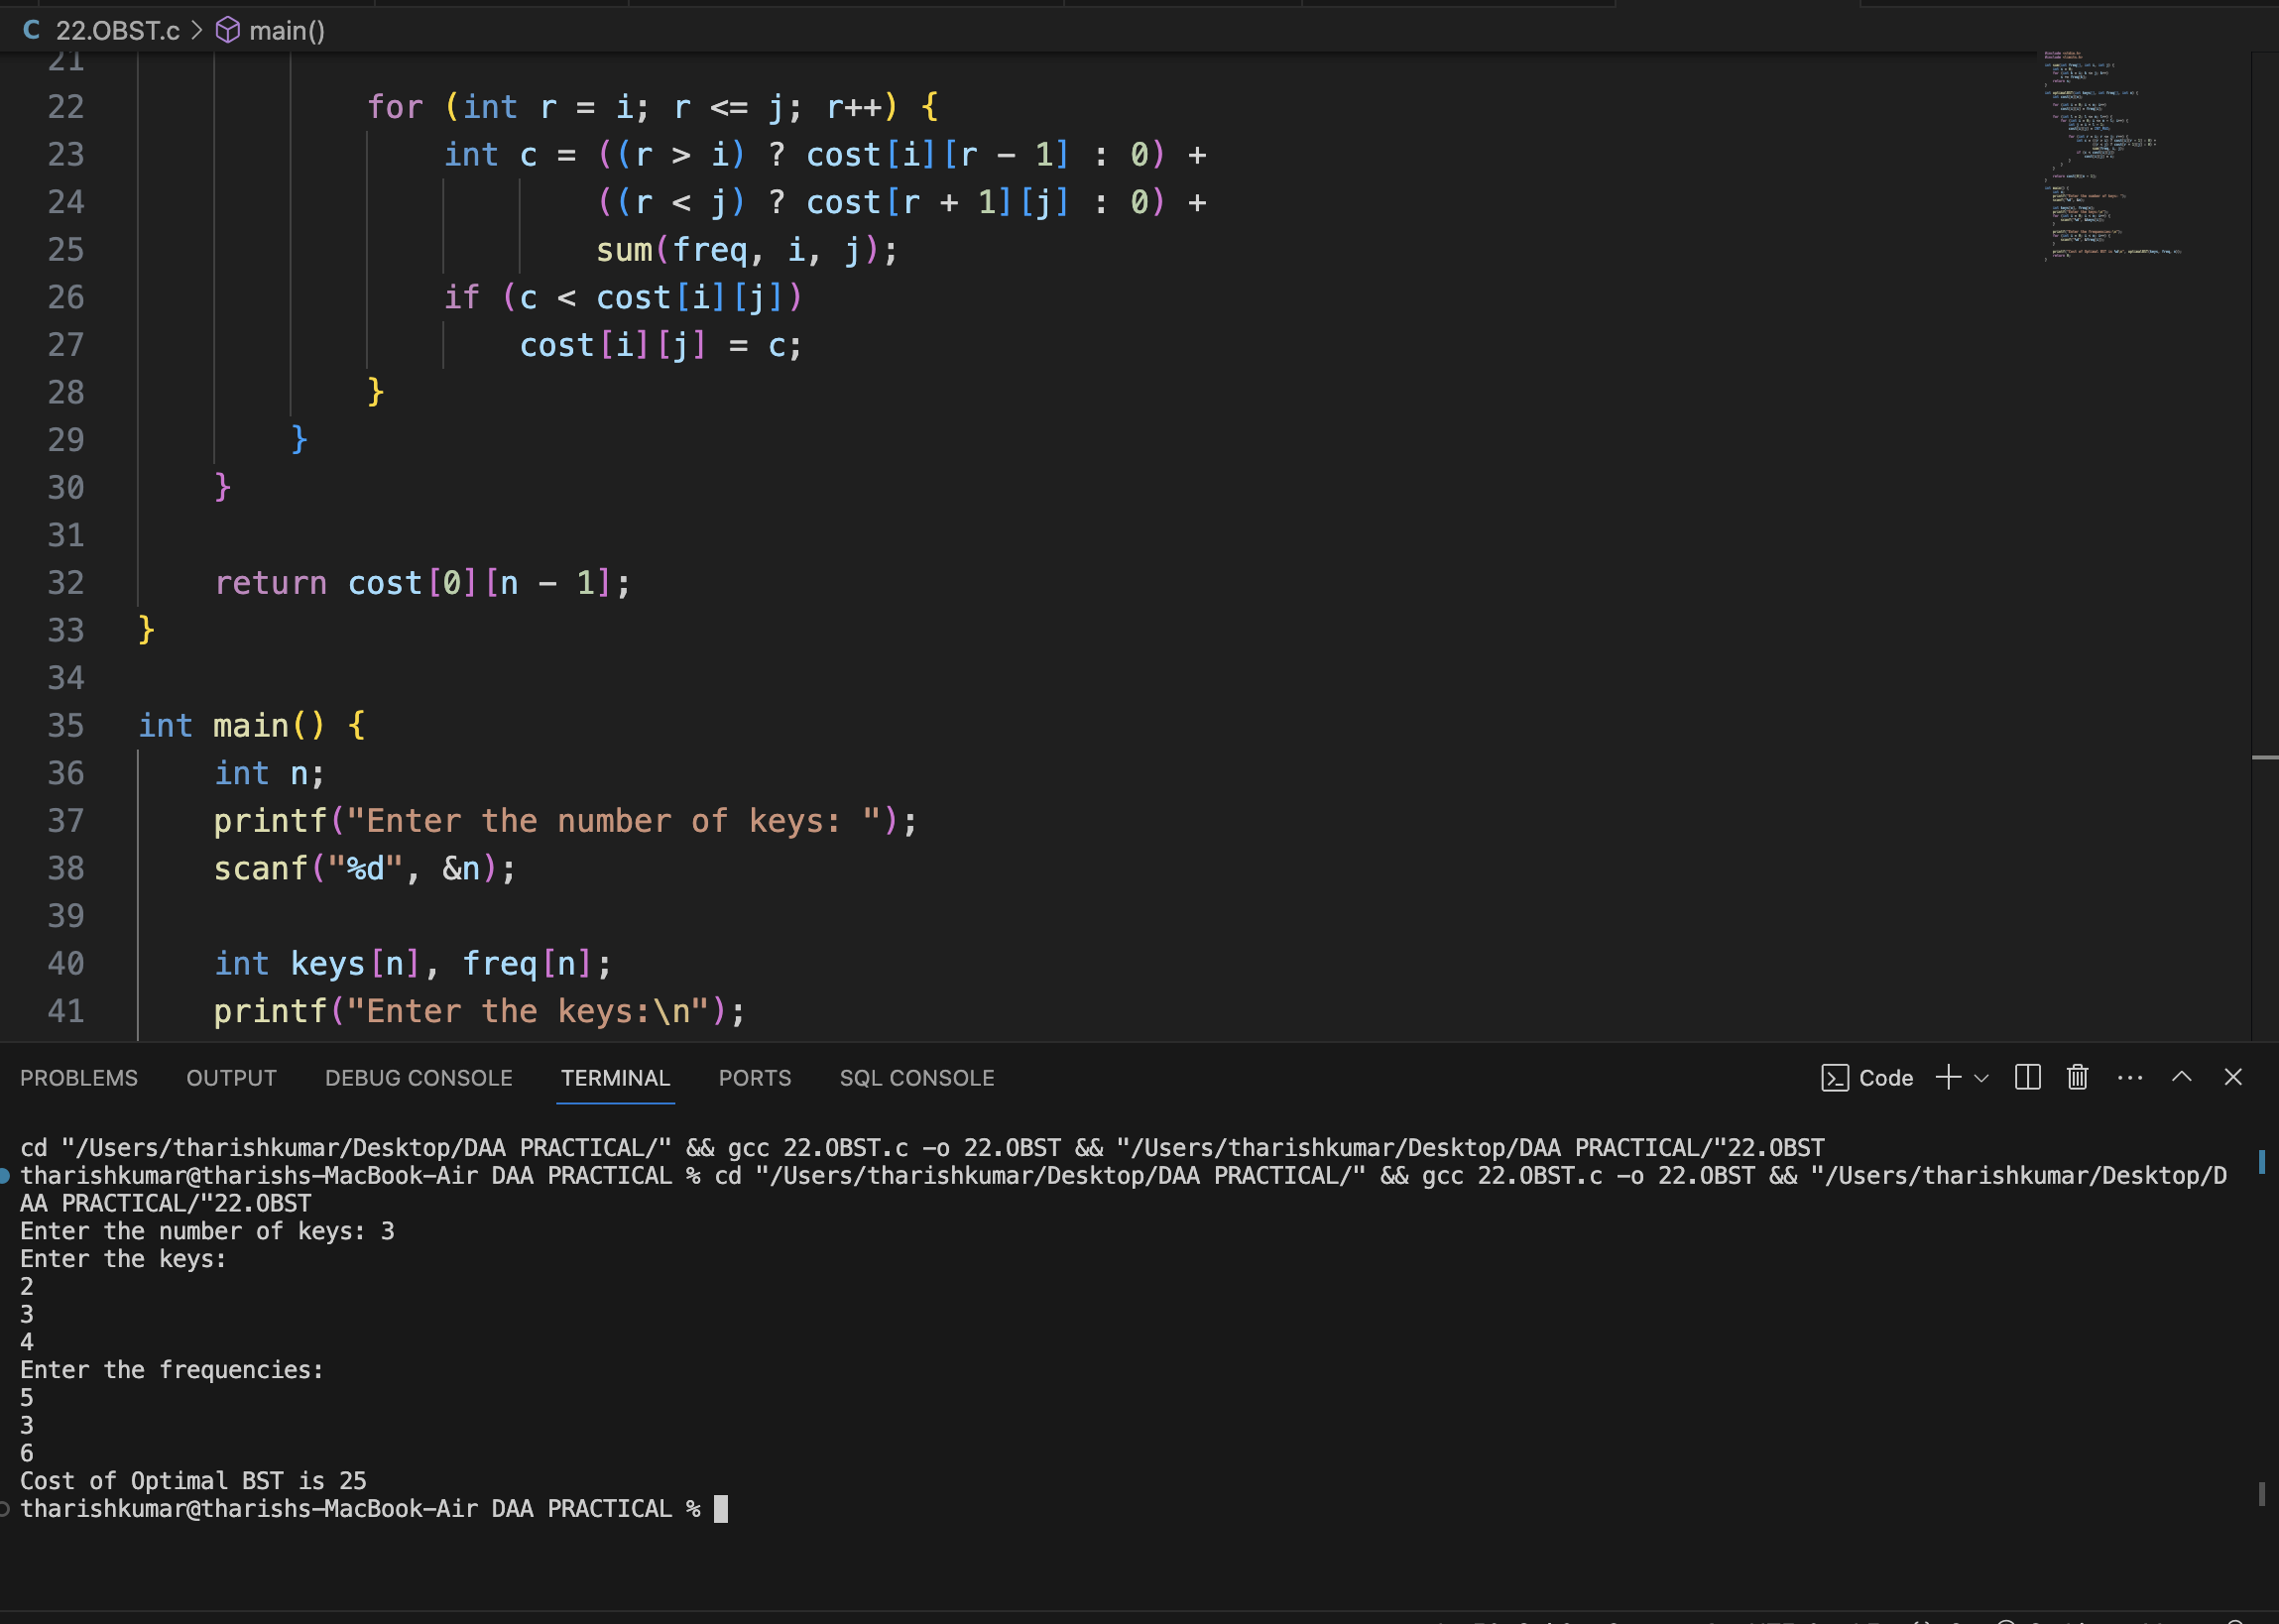 C 22.OBST.c > main()
21
22 for (int r = i; r <= j; r++) {
23 int c = ((r > i) ? cost[i][r - 1] : 0) +
24 ((r < j) ? cost[r + 1][j] : 0) +
25 sum(freq, i, j);
26 if (c < cost[i][j])
27 cost[i][j] = c;
28 }
29 }
30 }
31
32 return cost[0][n - 1];
33 }
34
35 int main() {
36 int n;
37 printf("Enter the number of keys: ");
38 scanf("%d", &n);
39
40 int keys[n], freq[n];
41 printf("Enter the keys:\n");
PROBLEMS OUTPUT DEBUG CONSOLE TERMINAL PORTS SQL CONSOLE Code
cd "/Users/tharishkumar/Desktop/DAA PRACTICAL/" && gcc 22.OBST.c -o 22.OBST && "/Users/tharishkumar/Desktop/DAA PRACTICAL/"22.OBST
tharishkumar@tharishs-MacBook-Air DAA PRACTICAL % cd "/Users/tharishkumar/Desktop/DAA PRACTICAL/" && gcc 22.OBST.c -o 22.OBST && "/Users/tharishkumar/Desktop/D
AA PRACTICAL/"22.OBST
Enter the number of keys: 3
Enter the keys:
2
3
4
Enter the frequencies:
5
3
6
Cost of Optimal BST is 25
tharishkumar@tharishs-MacBook-Air DAA PRACTICAL %